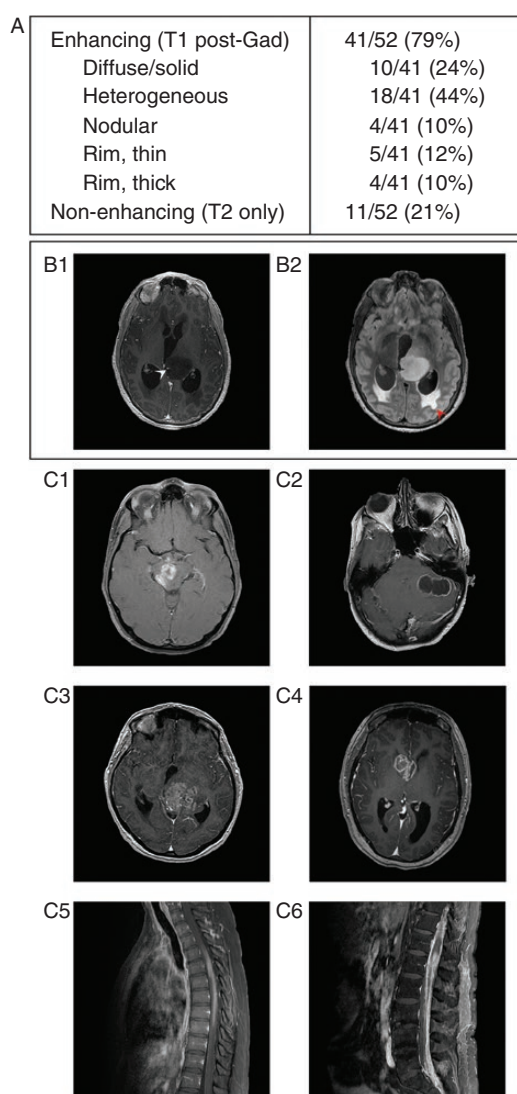 A
Enhancing (T1 post-Gad) 41/52 (79%)
Diffuse/solid 10/41 (24%)
Heterogeneous 18/41 (44%)
Nodular 4/41 (10%)
Rim, thin 5/41 (12%)
Rim, thick 4/41 (10%)
Non-enhancing (T2 only) 11/52 (21%)
B1 B2
C1 C2
C3 C4
C5 C6